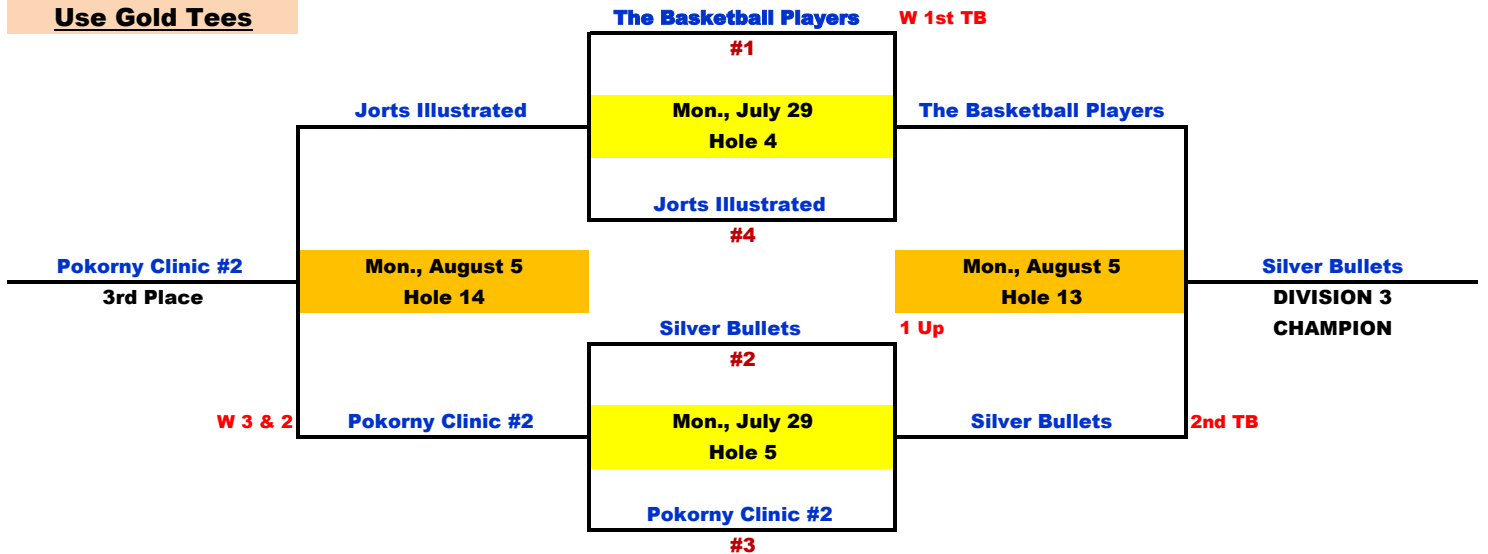 Use Gold Tees
The Basketball Players W 1st TB
#1
Jorts Illustrated Mon., July 29 The Basketball Players
Hole 4
Jorts Illustrated
#4
Pokorny Clinic #2 Mon., August 5 Mon., August 5 Silver Bullets
3rd Place Hole 14 Hole 13 DIVISION 3
Silver Bullets 1 Up CHAMPION
#2
W 3 & 2 Pokorny Clinic #2 Mon., July 29 Silver Bullets 2nd TB
Hole 5
Pokorny Clinic #2
#3